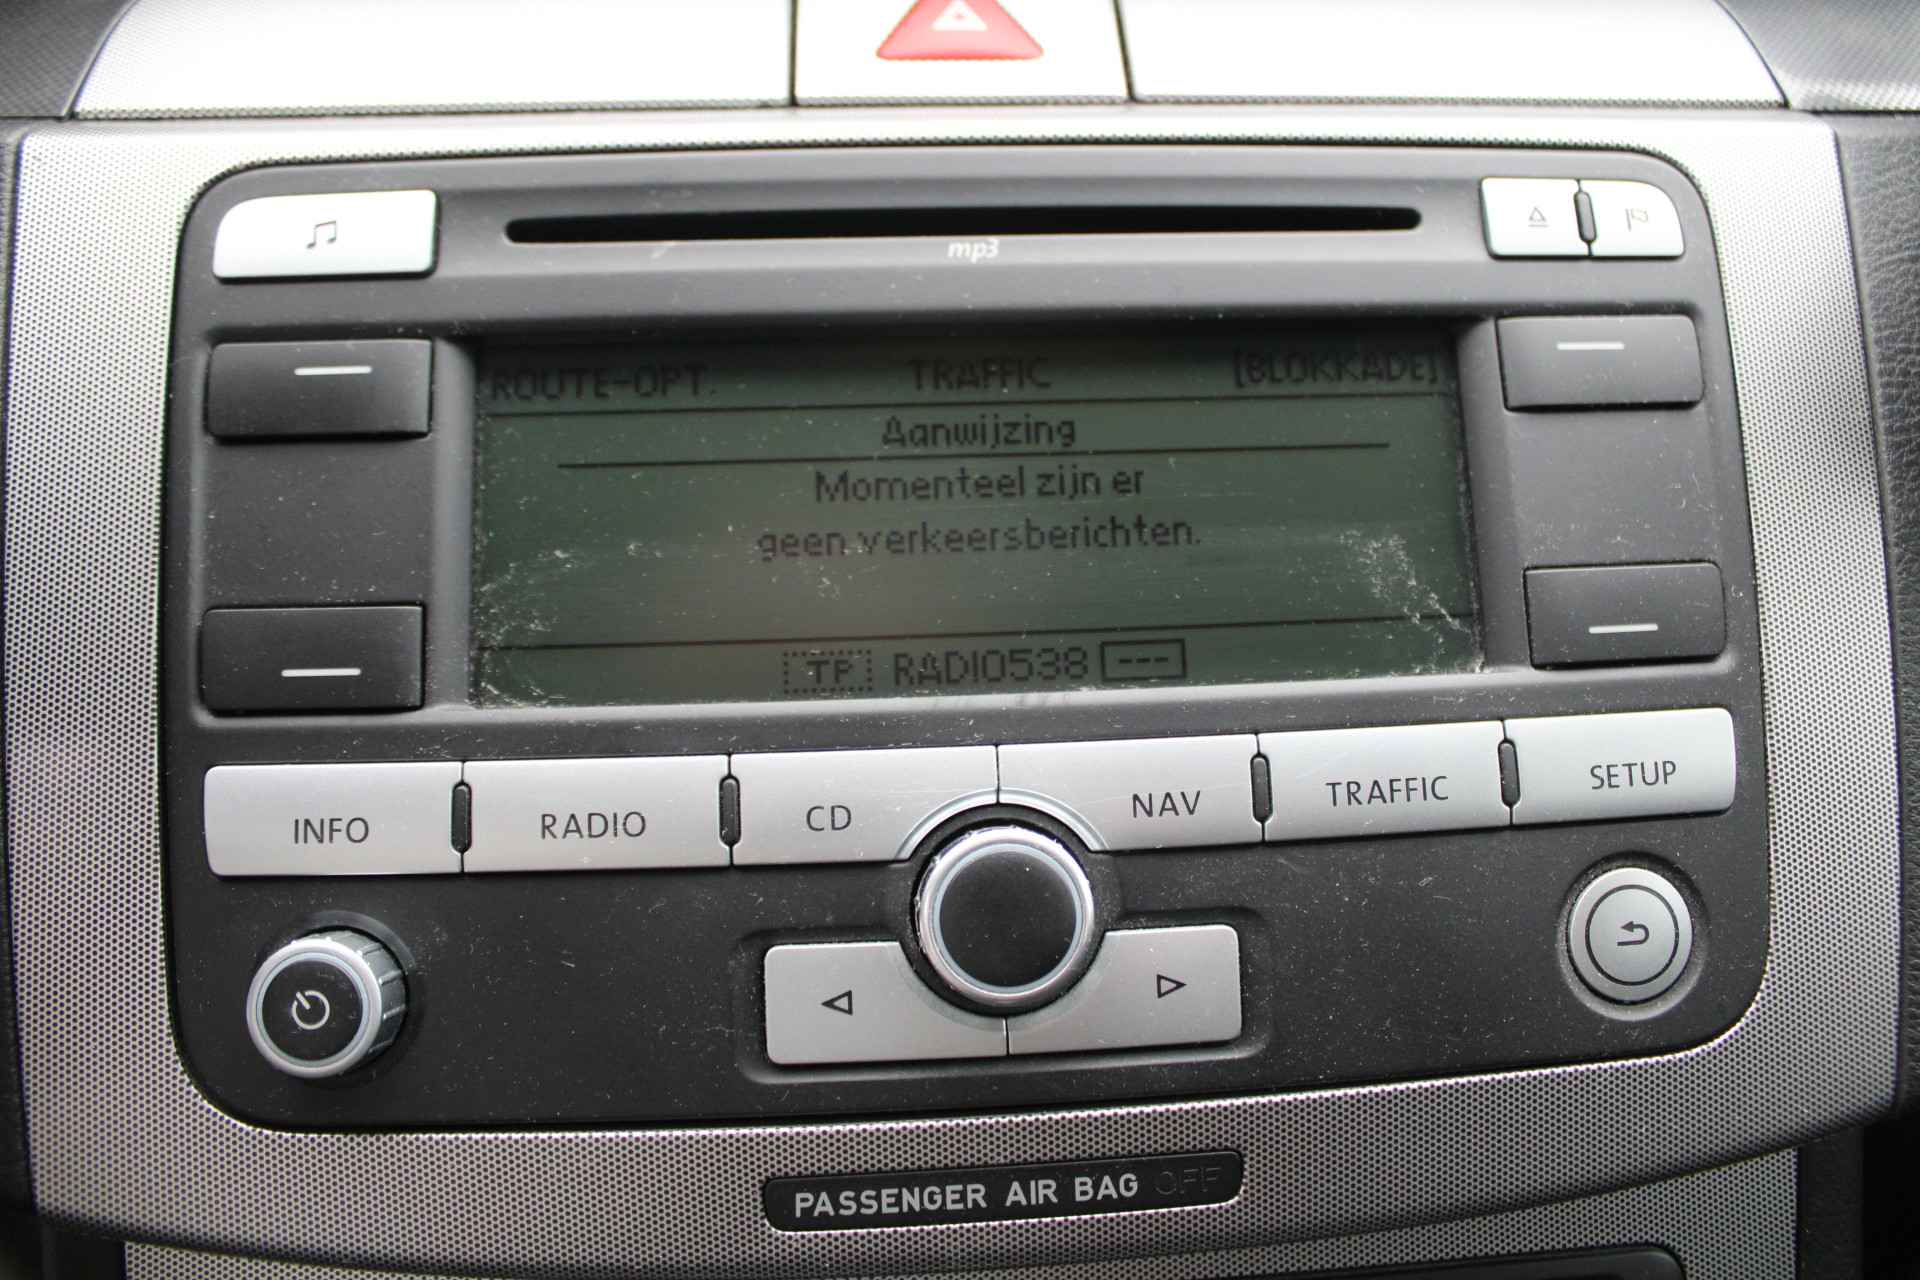 mp3
ROUTE-OPT. TRAFFIC [BLOKKADE]
Aanwijzing
Momenteel zijn er
geen verkeersberichten.
TP RADIO538 ---
INFO RADIO CD NAV TRAFFIC SETUP
PASSENGER AIR BAG OFF